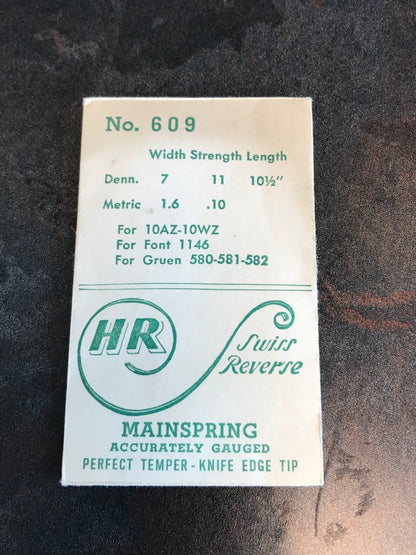 No. 609
Width Strength Length
Denn. 7 11 10½"
Metric 1.6 .10
For 10AZ-10WZ
For Font 1146
For Gruen 580-581-582
HR
Swiss
Reverse
MAINSPRING
ACCURATELY GAUGED
PERFECT TEMPER - KNIFE EDGE TIP